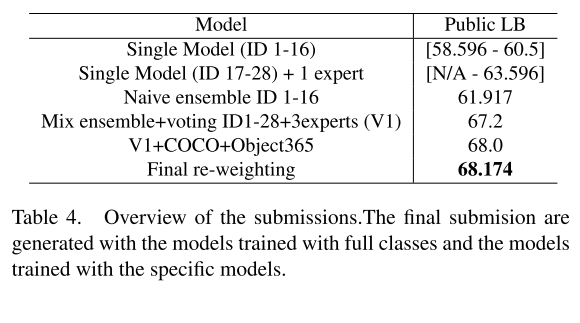 Model Public LB
Single Model (ID 1-16) [58.596 - 60.5]
Single Model (ID 17-28) + 1 expert [N/A - 63.596]
Naive ensemble ID 1-16 61.917
Mix ensemble+voting ID1-28+3experts (V1) 67.2
V1+COCO+Object365 68.0
Final re-weighting 68.174
Table 4. Overview of the submissions.The final submision are
generated with the models trained with full classes and the models
trained with the specific models.